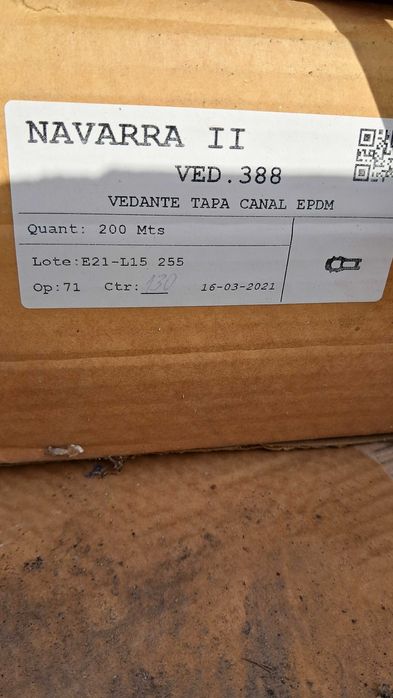 NAVARRA II
VED.388
VEDANTE TAPA CANAL EPDM
Quant: 200 Mts
Lote:E21-L15 255
Op:71 Ctr: 130 16-03-2021